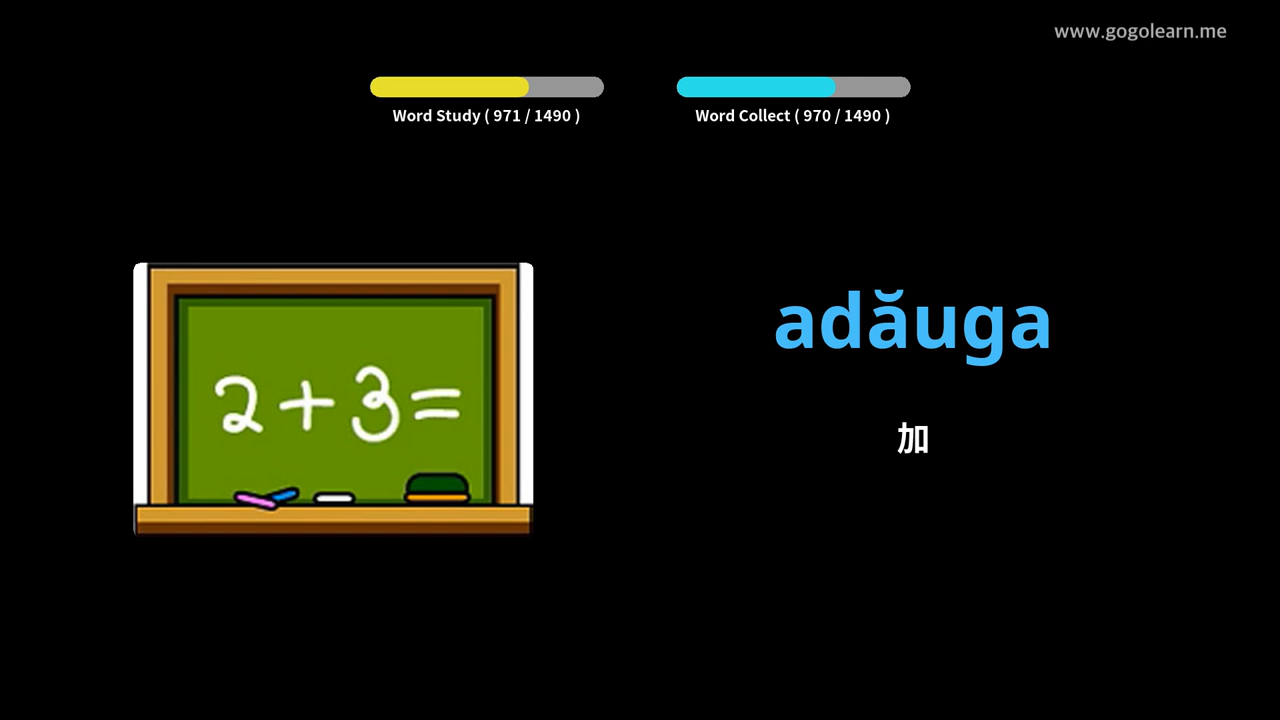 www.gogolearn.me
Word Study ( 971 / 1490 )
Word Collect ( 970 / 1490 )
2+3=
adăuga
加